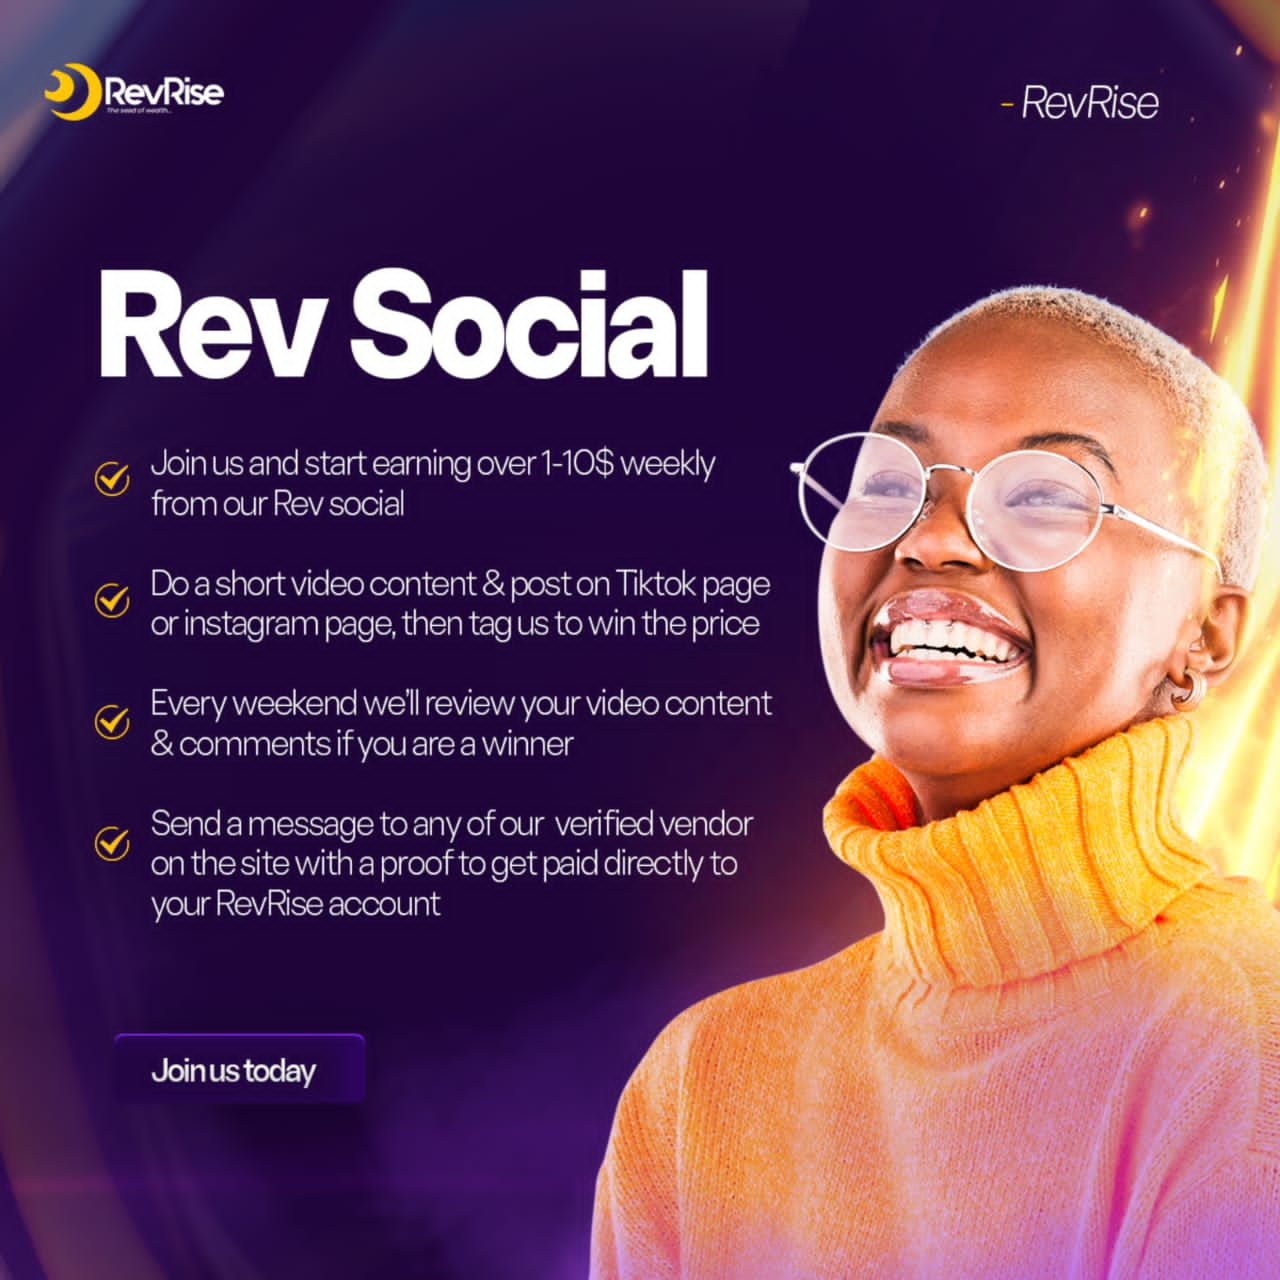 RevRise
The seed of wealth...
- RevRise
Rev Social
Join us and start earning over 1-10$ weekly
from our Rev social
Do a short video content & post on Tiktok page
or instagram page, then tag us to win the price
Every weekend we'll review your video content
& comments if you are a winner
Send a message to any of our verified vendor
on the site with a proof to get paid directly to
your RevRise account
Join us today